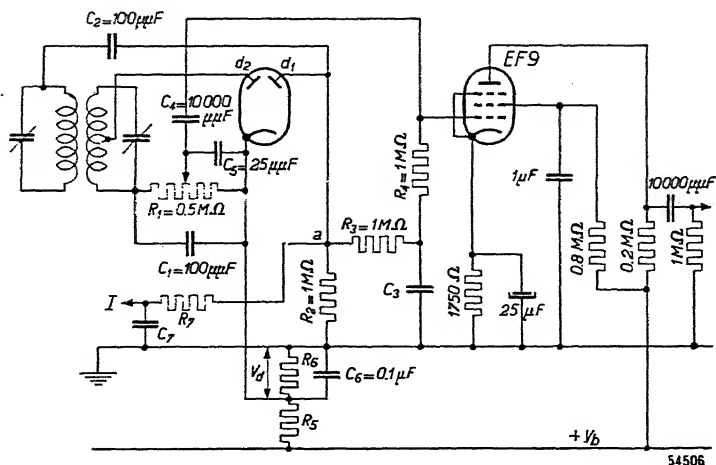 C₂=100μμF
d₂
d₁
EF9
C₄=10000
μμF
C₅=25μμF
R₁=0.5MΩ
R₄=1MΩ
1μF
10000μμF
C₁=100μμF
a
R₃=1MΩ
R₂=1MΩ
C₃
1750Ω
25μF
0.8MΩ
0.2MΩ
1MΩ
I
R₇
C₇
V𝒹
R₆
C₆=0.1μF
R₅
+V_b
54506